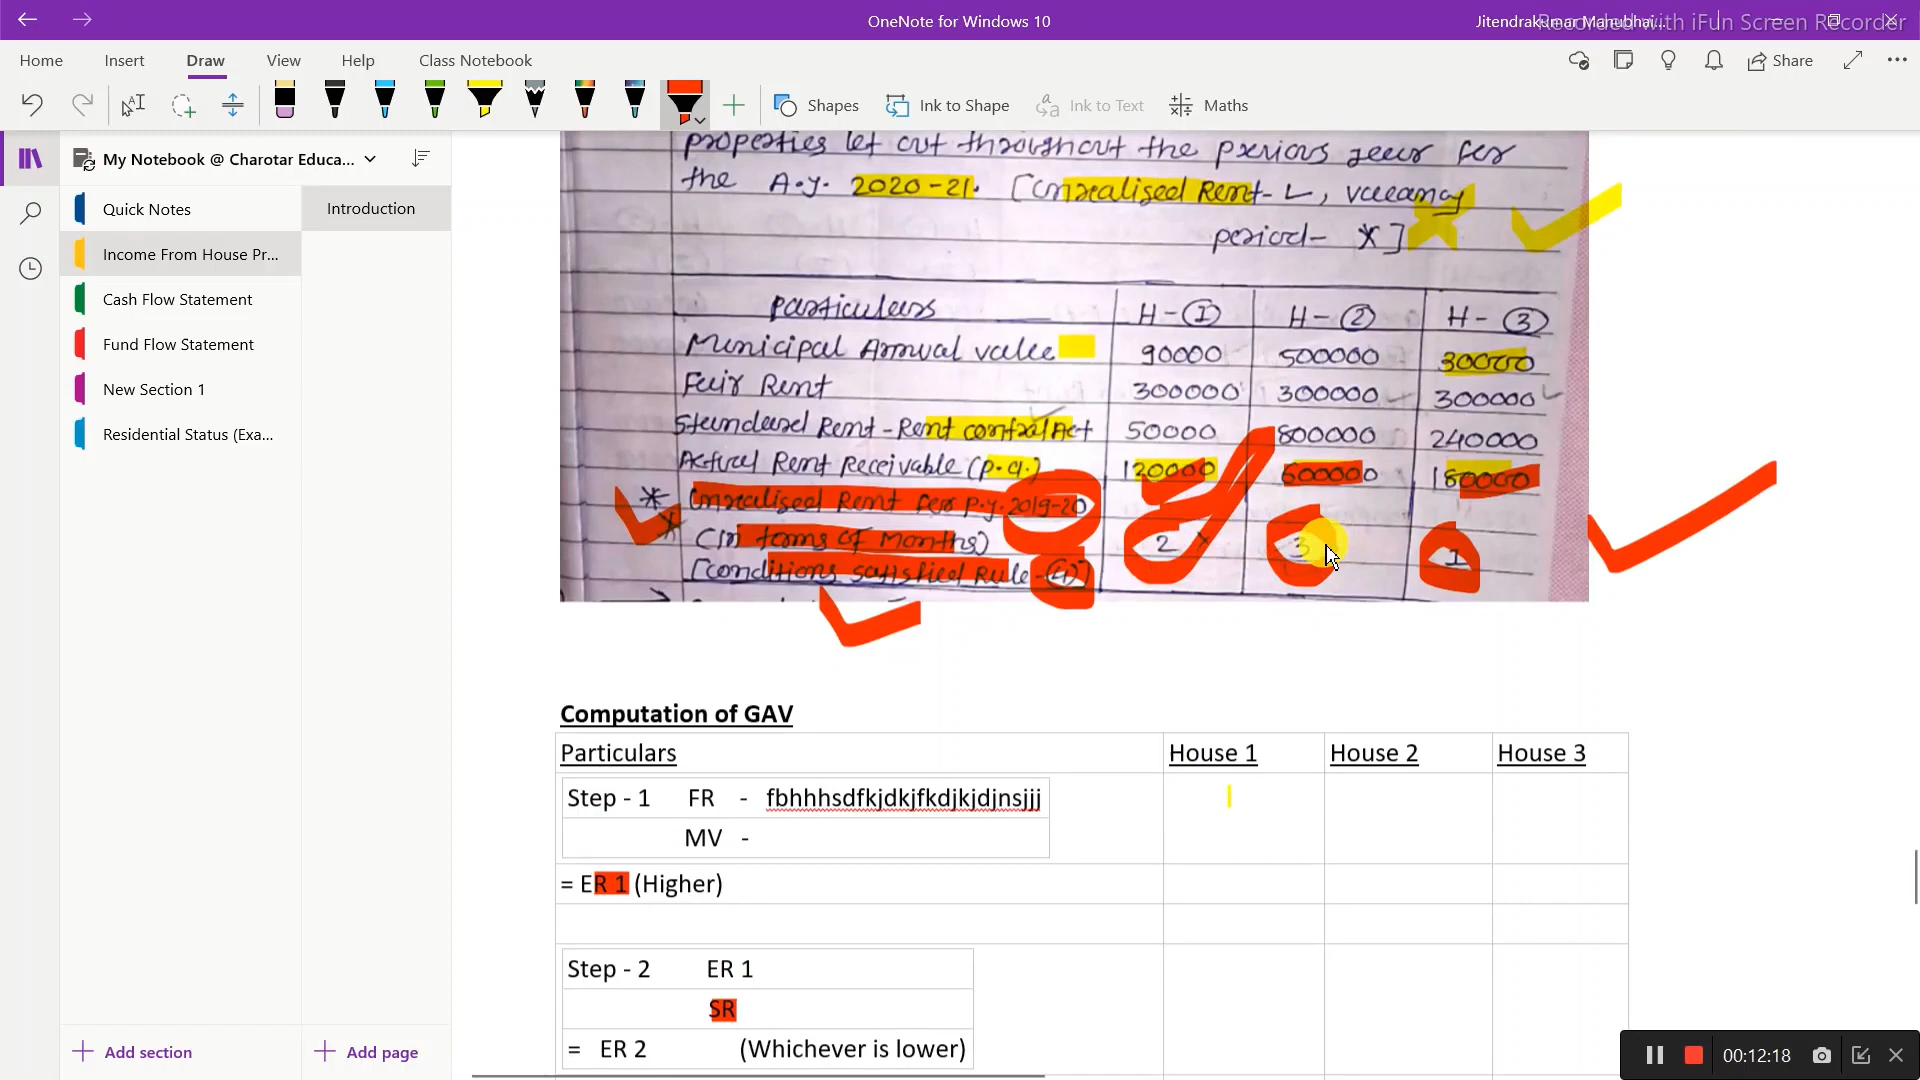 OneNote for Windows 10
Jitendrakumar Manubhai...
Recorded with iFun Screen Recorder
Home Insert Draw View Help Class Notebook
Share
Shapes Ink to Shape Ink to Text Maths
My Notebook @ Charotar Educa...
Quick Notes
Income From House Pr...
Cash Flow Statement
Fund Flow Statement
New Section 1
Residential Status (Exa...
Introduction
Add section
Add page
properties let out throughout the previous year for
the A.Y. 2020-21. [Unrealised Rent- ✓, vacancy
period- ✗]
Particulars H-① H-② H-③
Municipal Annual value 90000 500000 300000
Fair Rent 300000 300000 300000
Standard Rent-Rent control Act 50000 800000 240000
Actual Rent Receivable (p.a.) 120000 600000 180000
* Unrealised Rent for P.Y. 2019-20
(In terms of Months) 2 3 1
[conditions satisfied Rule-(4)]
Computation of GAV
Particulars House 1 House 2 House 3
Step - 1 FR - fbhhhsdfkjdkjfkdjkjdjnsjjj
MV -
= ER 1 (Higher)
Step - 2 ER 1
SR
= ER 2 (Whichever is lower)
00:12:18